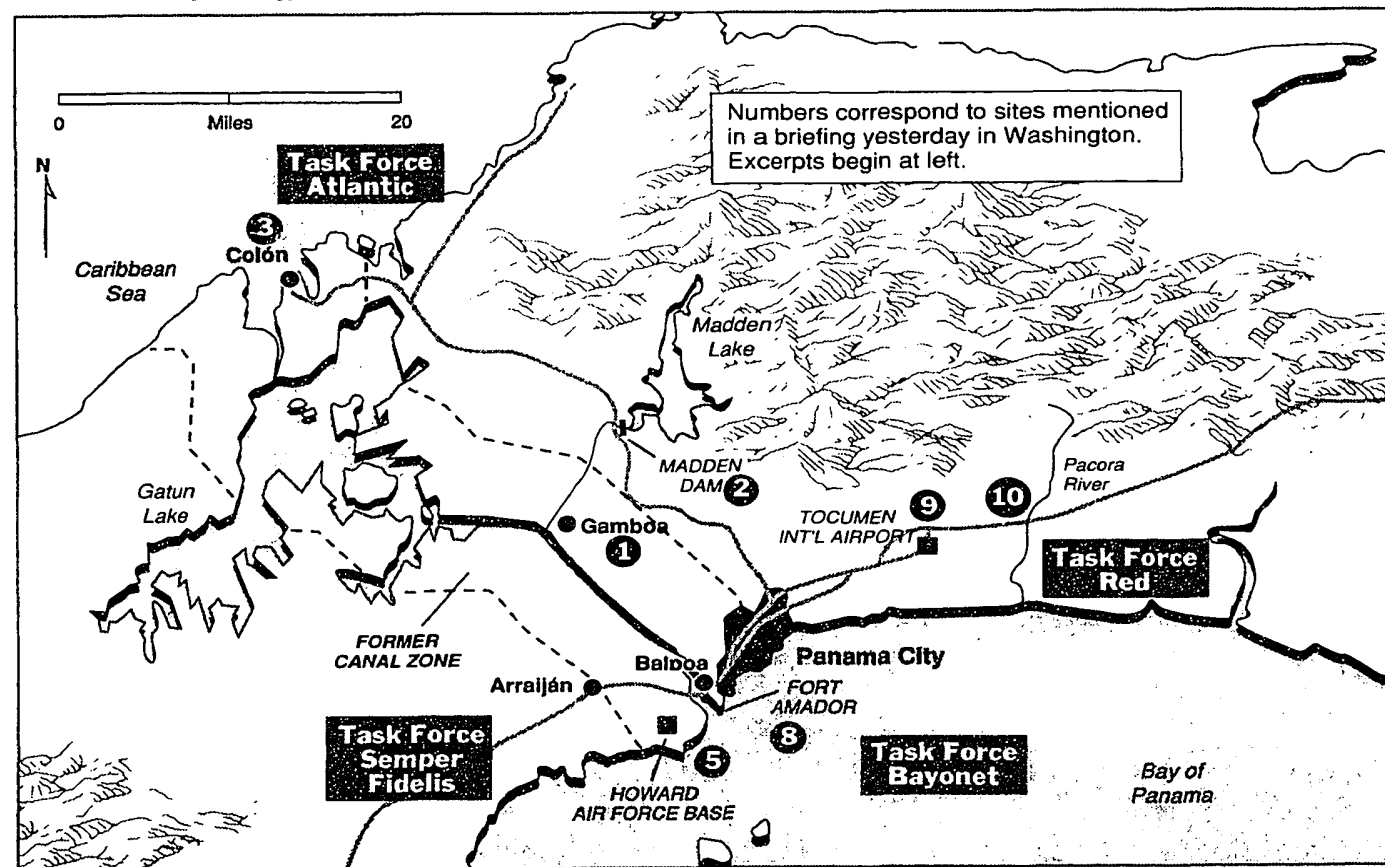 Numbers correspond to sites mentioned
in a briefing yesterday in Washington.
Excerpts begin at left.
0 Miles 20
N
Task Force
Atlantic
3
Colón
Caribbean
Sea
Madden
Lake
MADDEN
DAM 2
Pacora
River
Gatun
Lake
9
10
TOCUMEN
INT'L AIRPORT
Gamboa
1
Task Force
Red
FORMER
CANAL ZONE
Balboa
Panama City
Arraiján
FORT
AMADOR
Task Force
Semper
Fidelis
8
5
Task Force
Bayonet
Bay of
Panama
HOWARD
AIR FORCE BASE